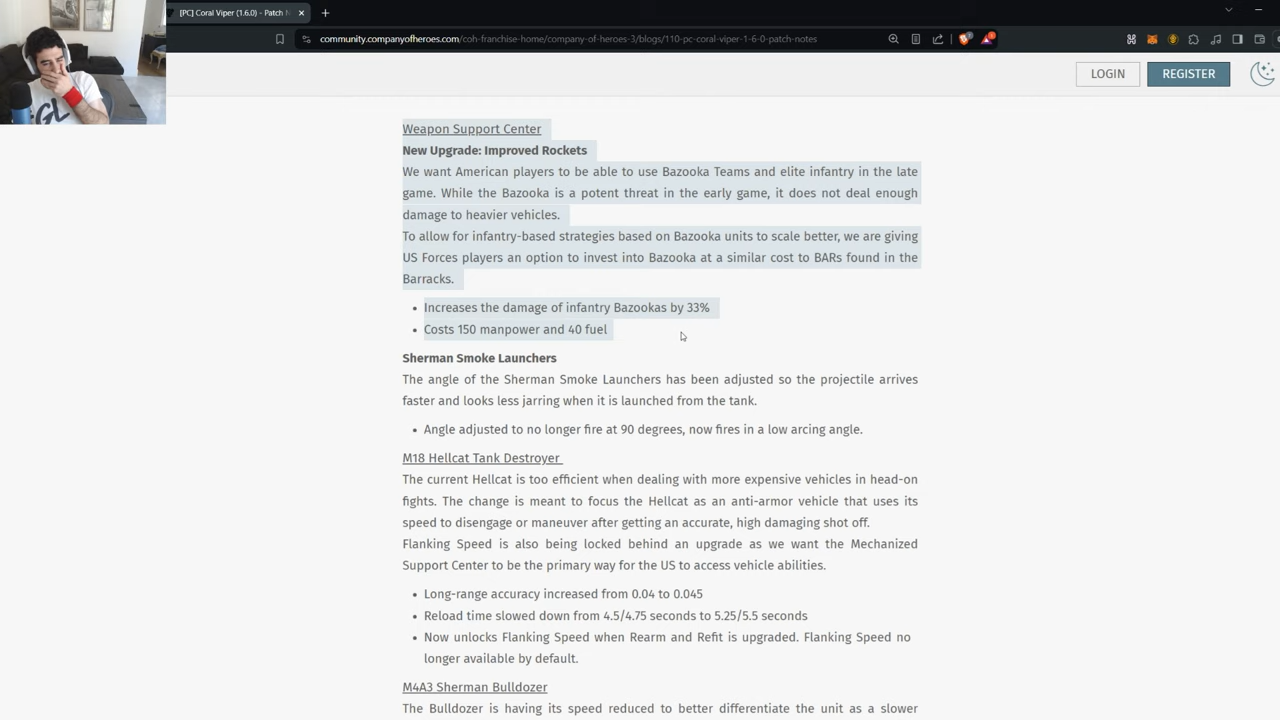 [PC] Coral Viper (1.6.0) - Patch N
community.companyofheroes.com/coh-franchise-home/company-of-heroes-3/blogs/110-pc-coral-viper-1-6-0-patch-notes
LOGIN
REGISTER
Weapon Support Center
New Upgrade: Improved Rockets
We want American players to be able to use Bazooka Teams and elite infantry in the late
game. While the Bazooka is a potent threat in the early game, it does not deal enough
damage to heavier vehicles.
To allow for infantry-based strategies based on Bazooka units to scale better, we are giving
US Forces players an option to invest into Bazooka at a similar cost to BARs found in the
Barracks.
• Increases the damage of infantry Bazookas by 33%
• Costs 150 manpower and 40 fuel
Sherman Smoke Launchers
The angle of the Sherman Smoke Launchers has been adjusted so the projectile arrives
faster and looks less jarring when it is launched from the tank.
• Angle adjusted to no longer fire at 90 degrees, now fires in a low arcing angle.
M18 Hellcat Tank Destroyer
The current Hellcat is too efficient when dealing with more expensive vehicles in head-on
fights. The change is meant to focus the Hellcat as an anti-armor vehicle that uses its
speed to disengage or maneuver after getting an accurate, high damaging shot off.
Flanking Speed is also being locked behind an upgrade as we want the Mechanized
Support Center to be the primary way for the US to access vehicle abilities.
• Long-range accuracy increased from 0.04 to 0.045
• Reload time slowed down from 4.5/4.75 seconds to 5.25/5.5 seconds
• Now unlocks Flanking Speed when Rearm and Refit is upgraded. Flanking Speed no
longer available by default.
M4A3 Sherman Bulldozer
The Bulldozer is having its speed reduced to better differentiate the unit as a slower